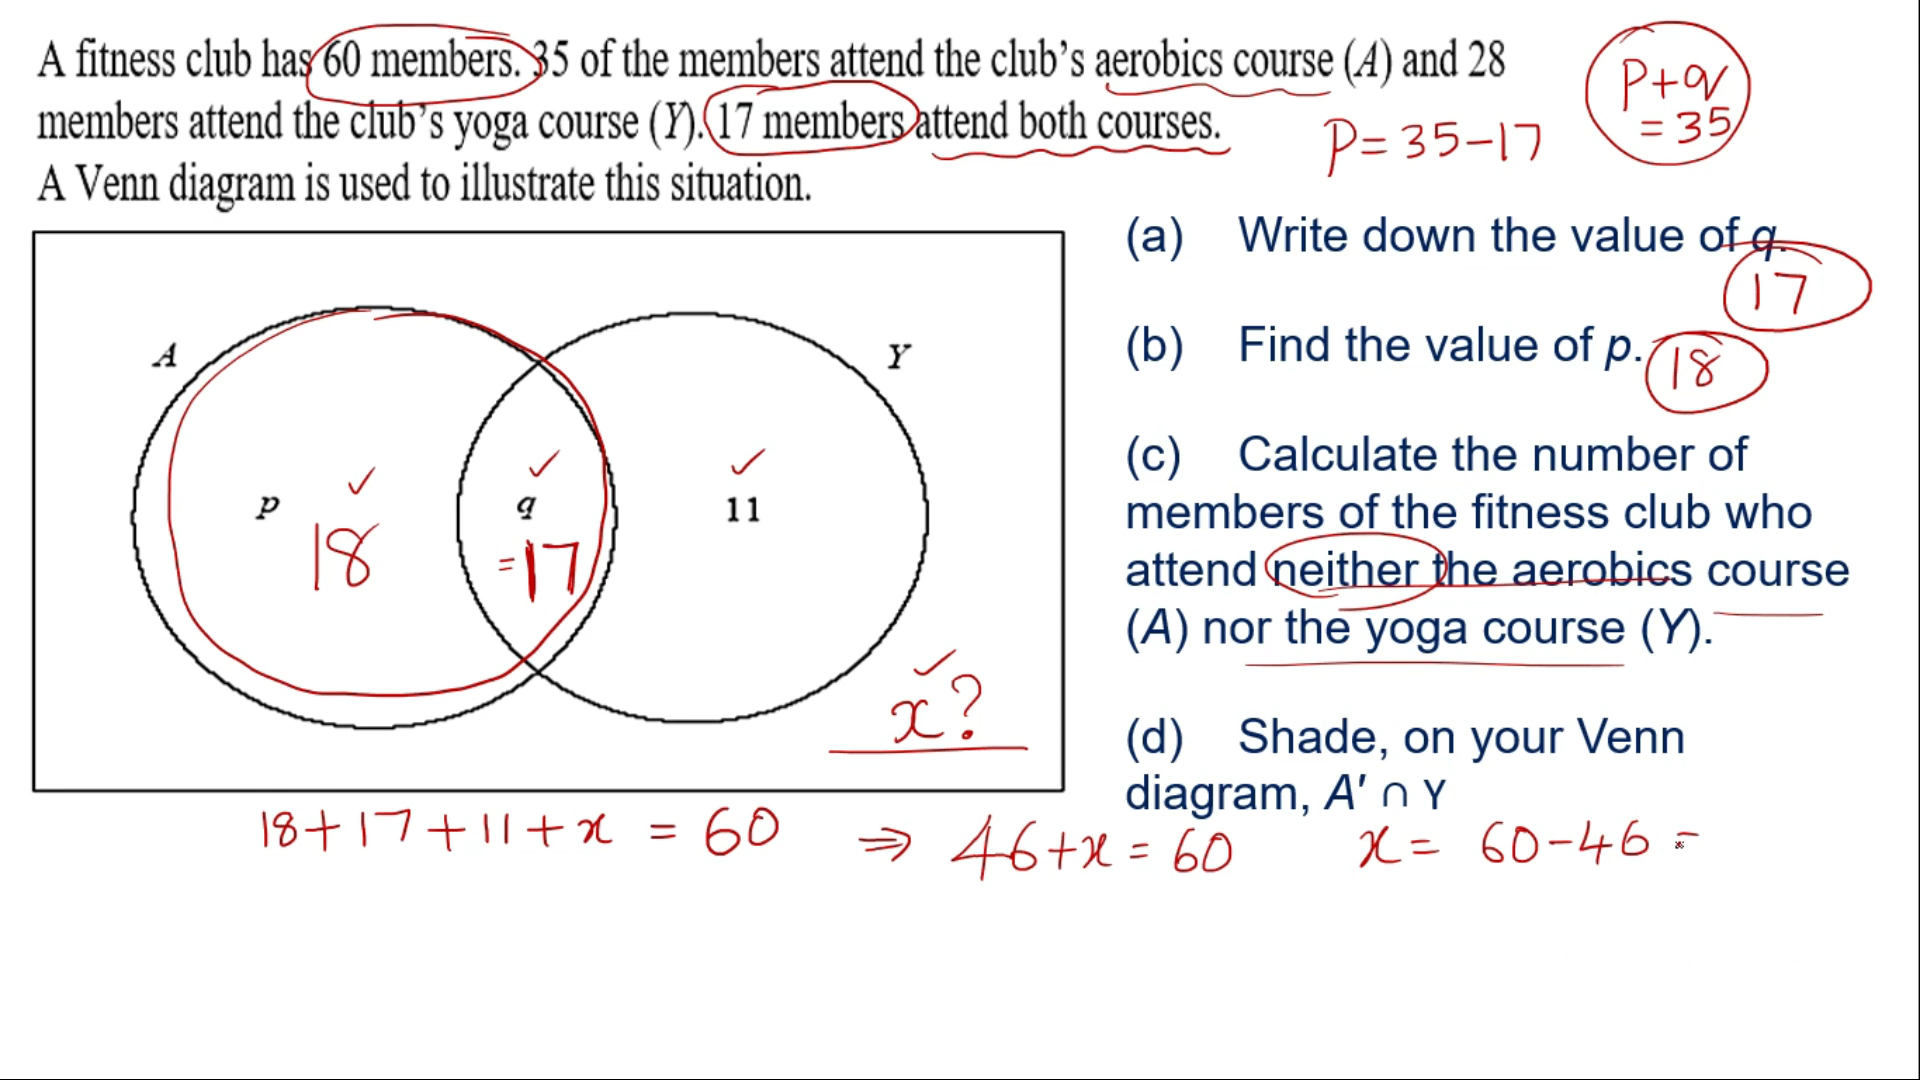 A fitness club has 60 members. 35 of the members attend the club's aerobics course (A) and 28
members attend the club's yoga course (Y). 17 members attend both courses.
A Venn diagram is used to illustrate this situation.
P+q
= 35
P = 35-17
(a) Write down the value of q.
17
(b) Find the value of p.
18
(c) Calculate the number of
members of the fitness club who
attend neither the aerobics course
(A) nor the yoga course (Y).
(d) Shade, on your Venn
diagram, A′ ∩ Y
A
Y
p
q
11
18
=17
x?
18+17+11+x = 60 ⇒ 46+x = 60
x = 60-46 =